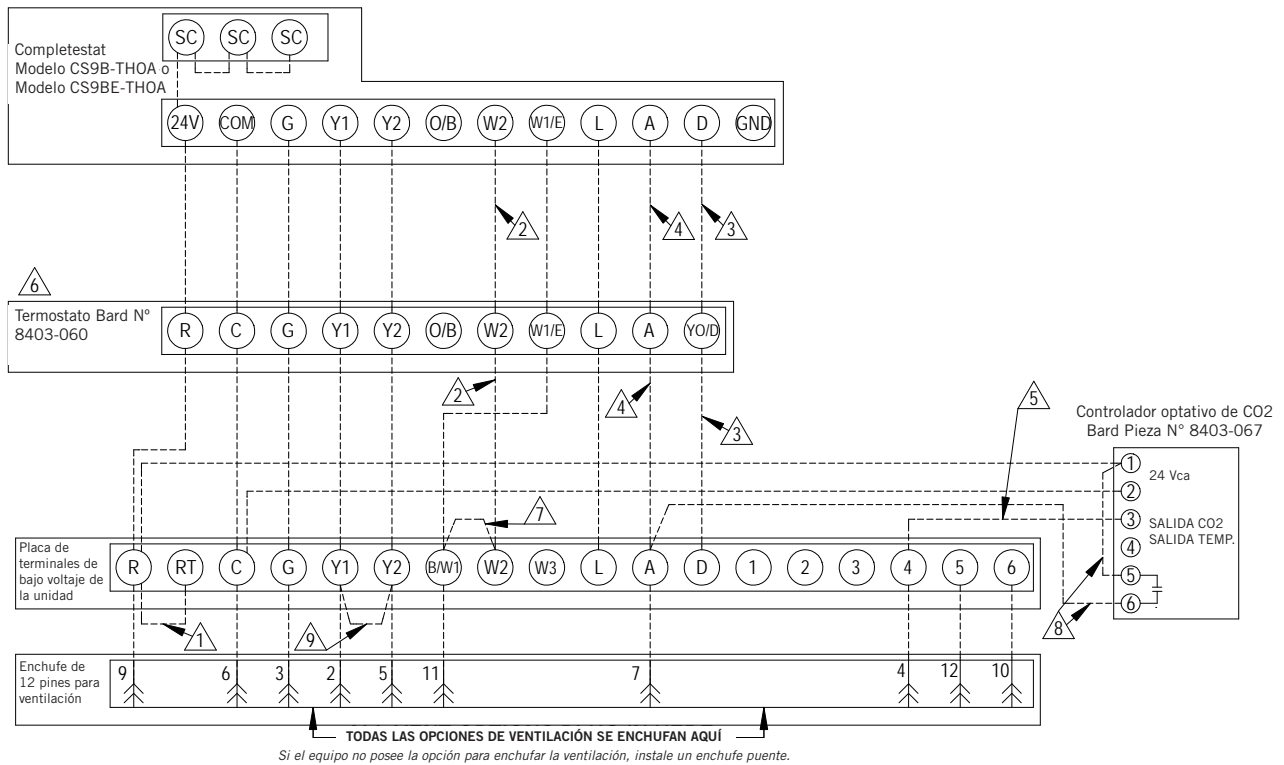 Completestat
Modelo CS9B-THOA o
Modelo CS9BE-THOA
SC SC SC
24V COM G Y1 Y2 O/B W2 W1/E L A D GND
2 4 3
6
Termostato Bard Nº
8403-060
R C G Y1 Y2 O/B W2 W1/E L A YO/D
2 4 3 5
Controlador optativo de CO2
Bard Pieza N° 8403-067
1 24 Vca
2
3 SALIDA CO2
SALIDA TEMP.
4
5
6
7
8
Placa de
terminales de
bajo voltaje de
la unidad
R RT C G Y1 Y2 B/W1 W2 W3 L A D 1 2 3 4 5 6
1 9
Enchufe de
12 pines para
ventilación
9 6 3 2 5 11 7 4 12 10
TODAS LAS OPCIONES DE VENTILACIÓN SE ENCHUFAN AQUÍ
Si el equipo no posee la opción para enchufar la ventilación, instale un enchufe puente.